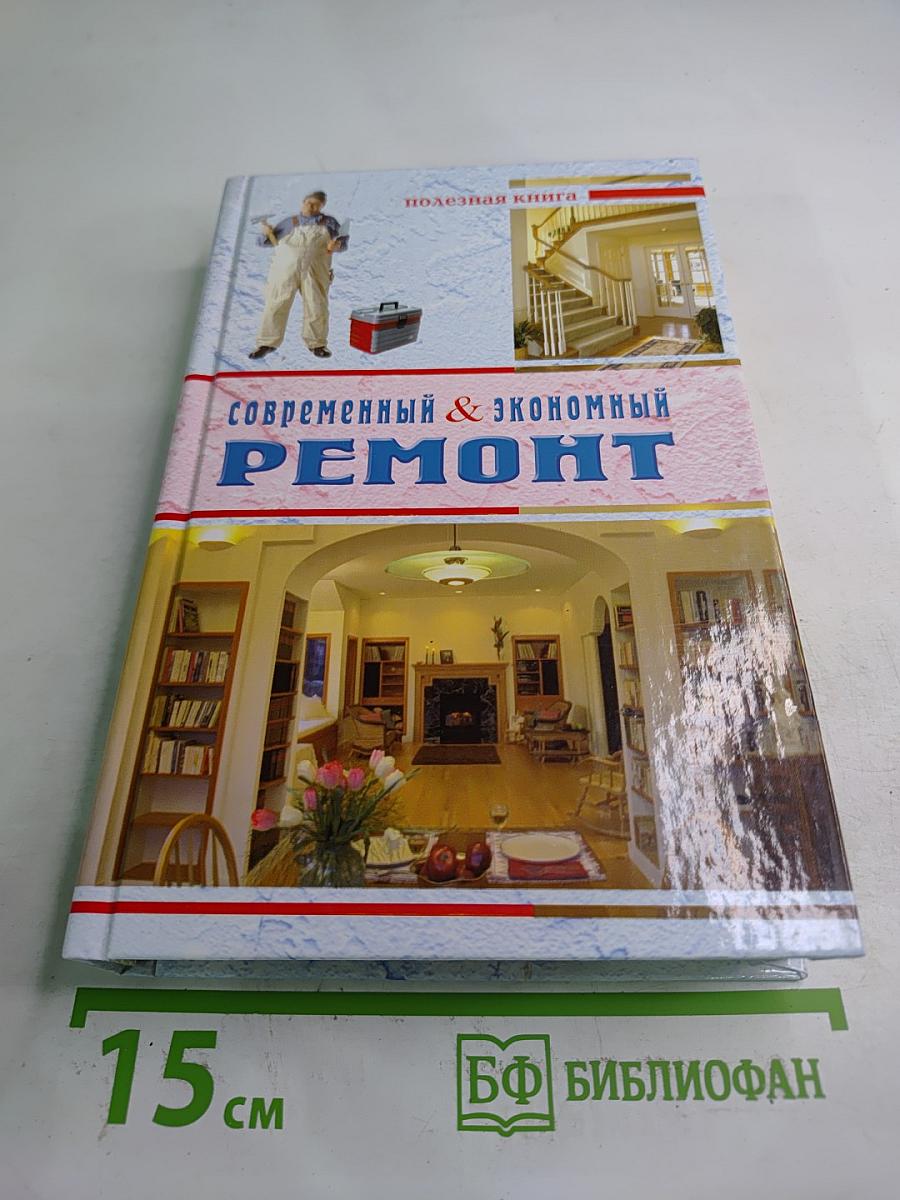 полезная книга
современный & экономный
РЕМОНТ
15 см
БФ БИБЛИОФАН